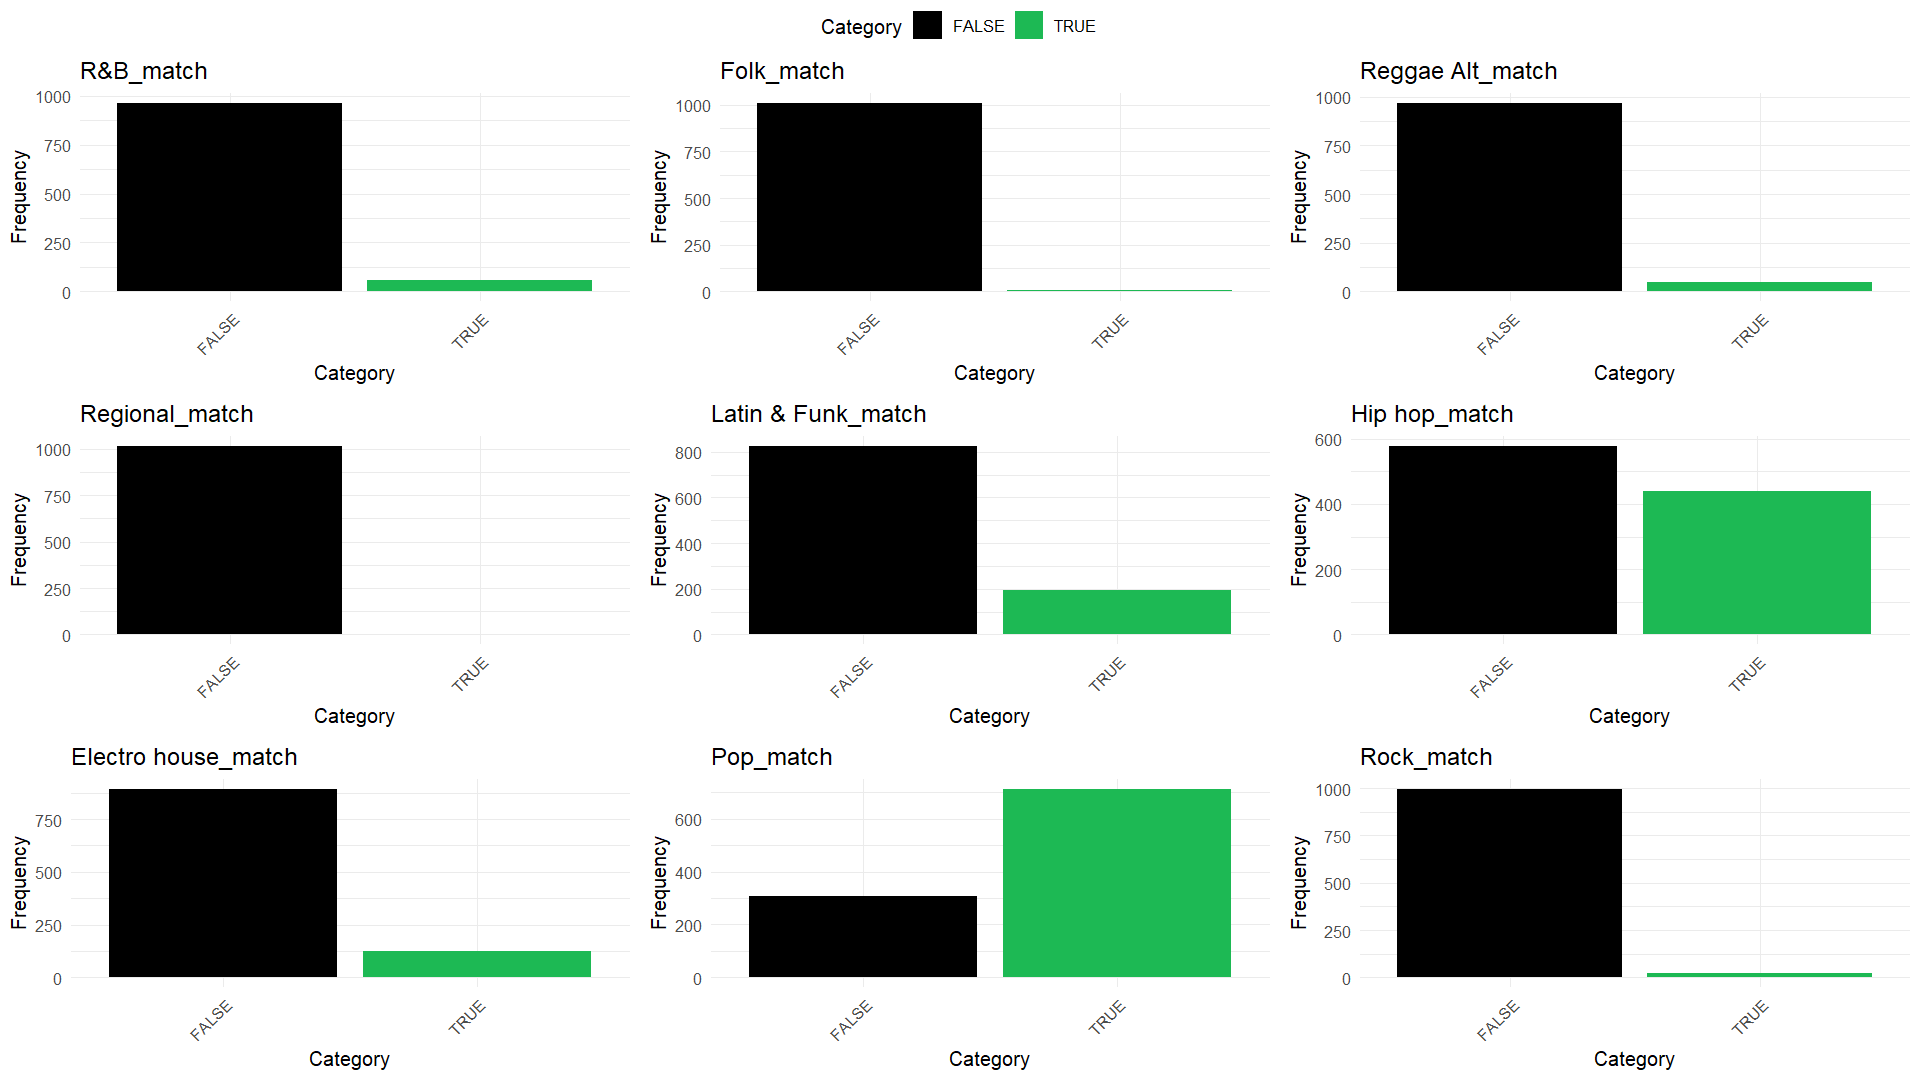 Category FALSE TRUE
R&B_match
Frequency
1000
750
500
250
0
FALSE TRUE
Category
Folk_match
Frequency
1000
750
500
250
0
FALSE TRUE
Category
Reggae Alt_match
Frequency
1000
750
500
250
0
FALSE TRUE
Category
Regional_match
Frequency
1000
750
500
250
0
FALSE TRUE
Category
Latin & Funk_match
Frequency
800
600
400
200
0
FALSE TRUE
Category
Hip hop_match
Frequency
600
400
200
0
FALSE TRUE
Category
Electro house_match
Frequency
750
500
250
0
FALSE TRUE
Category
Pop_match
Frequency
600
400
200
0
FALSE TRUE
Category
Rock_match
Frequency
1000
750
500
250
0
FALSE TRUE
Category